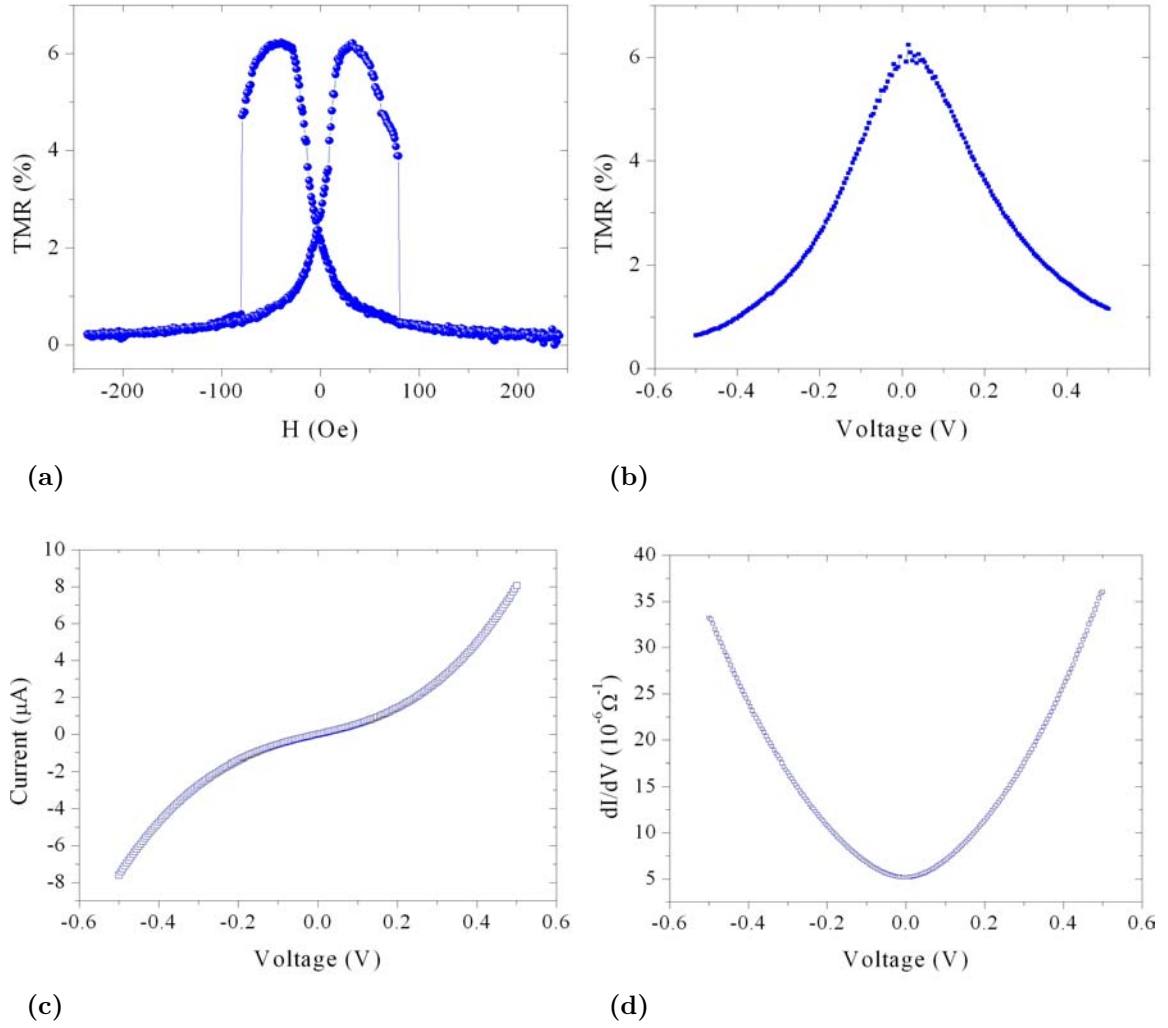 TMR (%)
6
4
2
0
-200 -100 0 100 200
H (Oe)
(a)
TMR (%)
6
4
2
0
-0.6 -0.4 -0.2 0.0 0.2 0.4
Voltage (V)
(b)
Current (μA)
10
8
6
4
2
0
-2
-4
-6
-8
-0.6 -0.4 -0.2 0.0 0.2 0.4 0.6
Voltage (V)
(c)
dI/dV (10⁻⁶Ω⁻¹)
40
35
30
25
20
15
10
5
-0.6 -0.4 -0.2 0.0 0.2 0.4 0.6
Voltage (V)
(d)